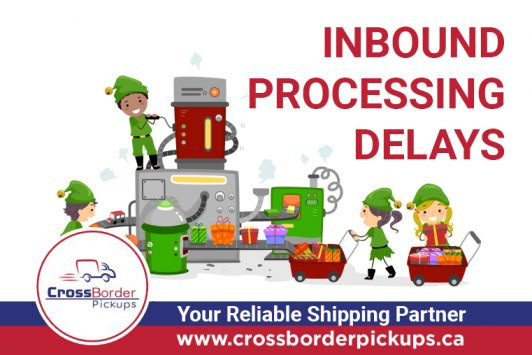 INBOUND
PROCESSING
DELAYS
CrossBorder
Pickups
Your Reliable Shipping Partner
www.crossborderpickups.ca